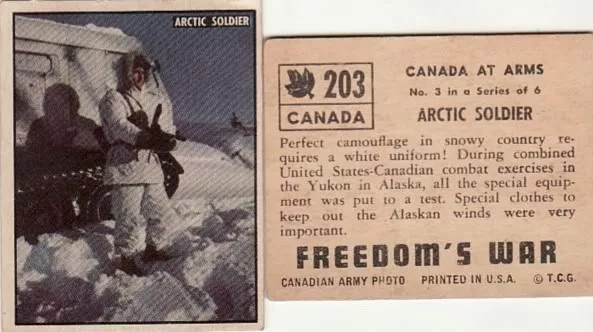 ARCTIC SOLDIER
203
CANADA
CANADA AT ARMS
No. 3 in a Series of 6
ARCTIC SOLDIER
Perfect camouflage in snowy country re-
quires a white uniform! During combined
United States-Canadian combat exercises in
the Yukon in Alaska, all the special equip-
ment was put to a test. Special clothes to
keep out the Alaskan winds were very
important.
FREEDOM'S WAR
CANADIAN ARMY PHOTO PRINTED IN U.S.A. © T.C.G.